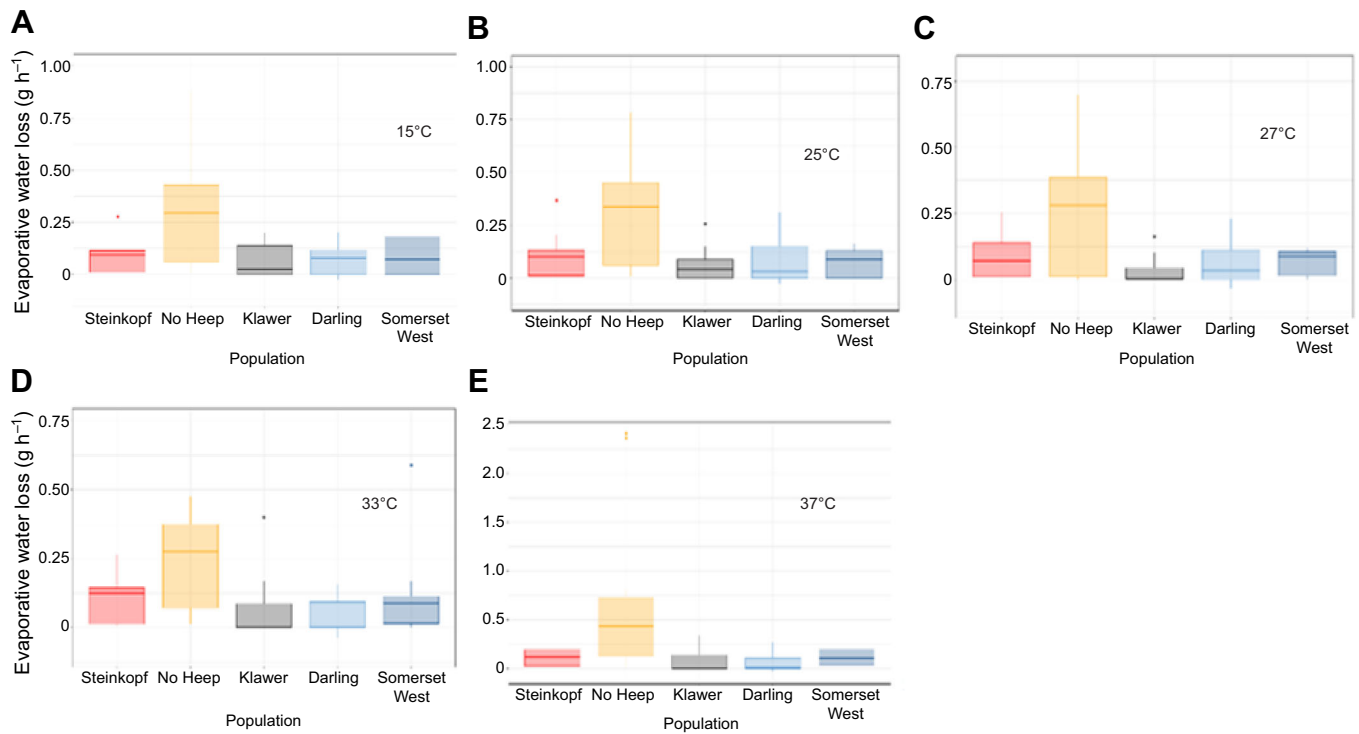 A
Evaporative water loss (g h⁻¹)
1.00
0.75
0.50
0.25
0
15°C
Steinkopf No Heep Klawer Darling Somerset
West
Population
B
1.00
0.75
0.50
0.25
0
25°C
Steinkopf No Heep Klawer Darling Somerset
West
Population
C
0.75
0.50
0.25
0
27°C
Steinkopf No Heep Klawer Darling Somerset
West
Population
D
Evaporative water loss (g h⁻¹)
0.75
0.50
0.25
0
33°C
Steinkopf No Heep Klawer Darling Somerset
West
Population
E
2.5
2.0
1.5
1.0
0.5
0
37°C
Steinkopf No Heep Klawer Darling Somerset
West
Population